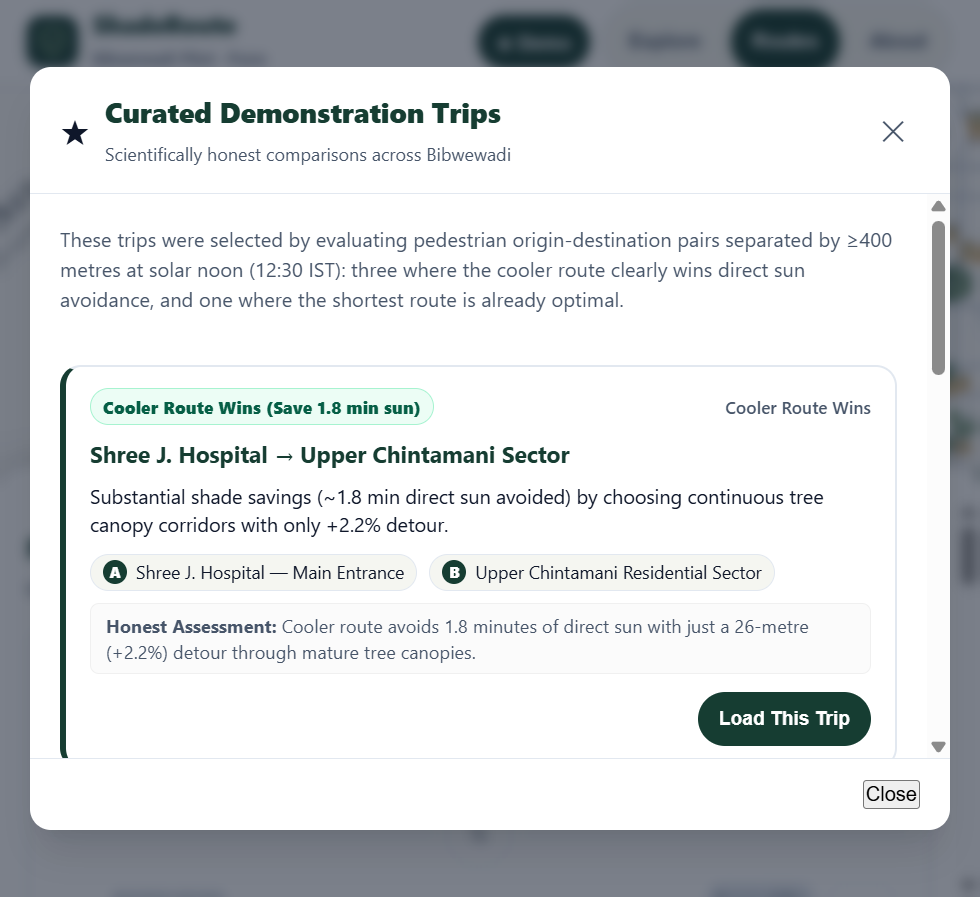 ShadeRoute
Demo
Explore
Routes
About
Curated Demonstration Trips
Scientifically honest comparisons across Bibwewadi
These trips were selected by evaluating pedestrian origin-destination pairs separated by ≥400
metres at solar noon (12:30 IST): three where the cooler route clearly wins direct sun
avoidance, and one where the shortest route is already optimal.
Cooler Route Wins (Save 1.8 min sun)
Cooler Route Wins
Shree J. Hospital → Upper Chintamani Sector
Substantial shade savings (~1.8 min direct sun avoided) by choosing continuous tree
canopy corridors with only +2.2% detour.
A Shree J. Hospital — Main Entrance
B Upper Chintamani Residential Sector
Honest Assessment: Cooler route avoids 1.8 minutes of direct sun with just a 26-metre
(+2.2%) detour through mature tree canopies.
Load This Trip
Close